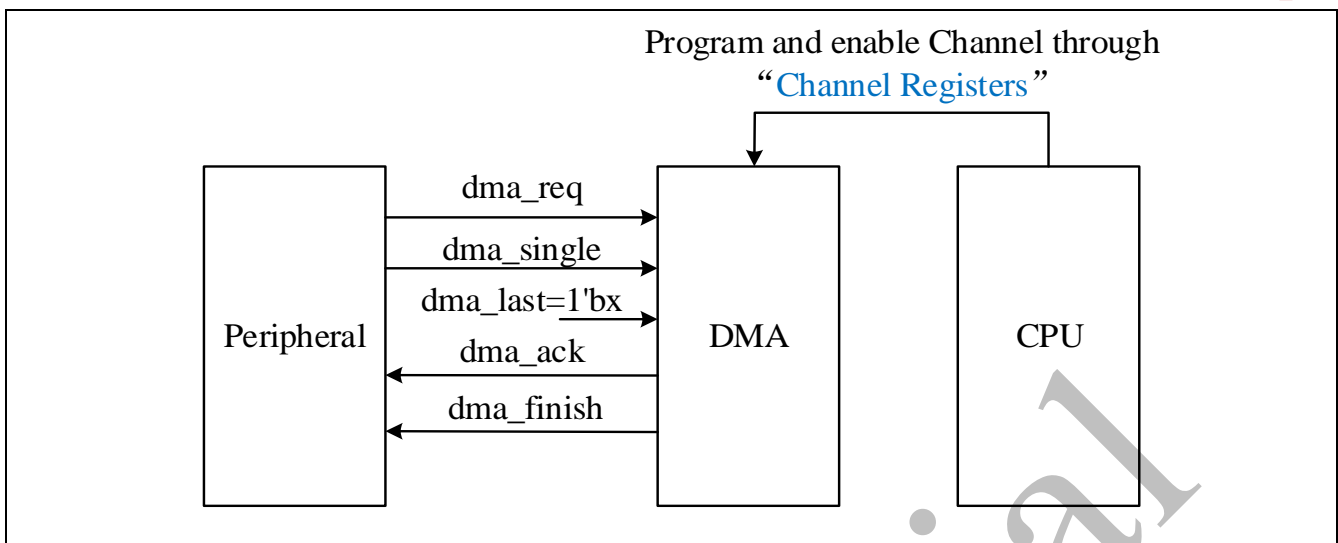 Program and enable Channel through
“Channel Registers”
dma_req
dma_single
dma_last=1'bx
Peripheral
DMA
CPU
dma_ack
dma_finish